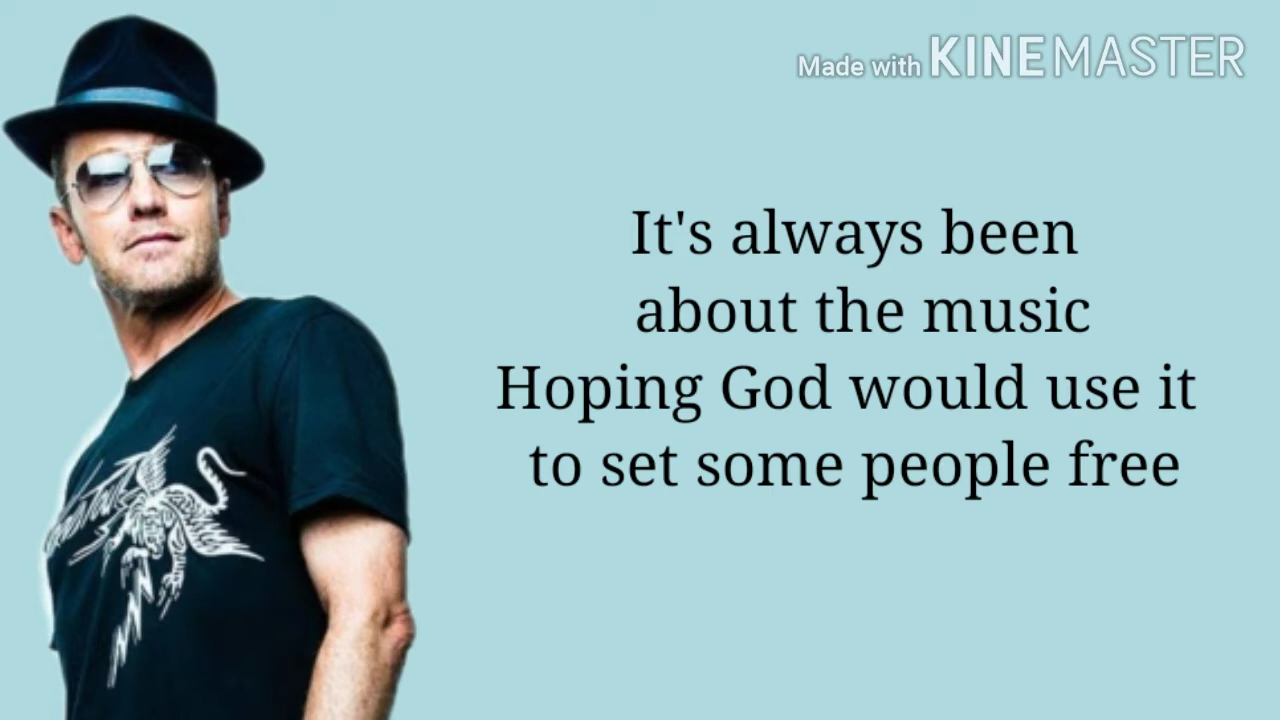 Made with KINEMASTER
It's always been
about the music
Hoping God would use it
to set some people free